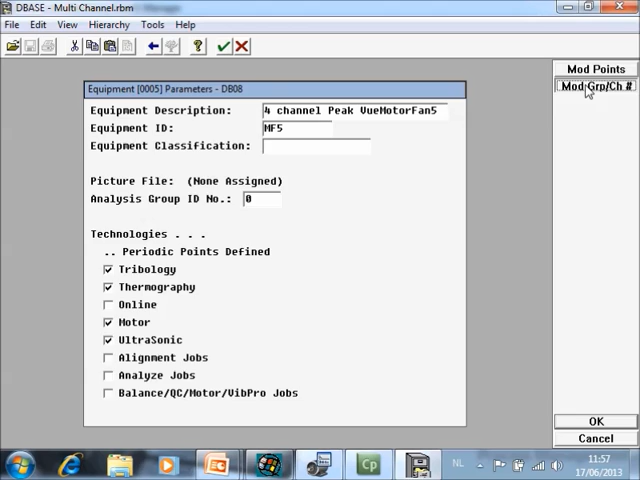 DBASE - Multi Channel.rbm
File Edit View Hierarchy Tools Help
Equipment [0005] Parameters - DB08
Equipment Description: 4 channel Peak VueMotorFan5
Equipment ID: MF5
Equipment Classification:
Picture File: (None Assigned)
Analysis Group ID No.: 0
Technologies . . .
.. Periodic Points Defined
Tribology
Thermography
Online
Motor
UltraSonic
Alignment Jobs
Analyze Jobs
Balance/QC/Motor/VibPro Jobs
Mod Points
Mod Grp/Ch #
OK
Cancel
NL
11:57
17/06/2013